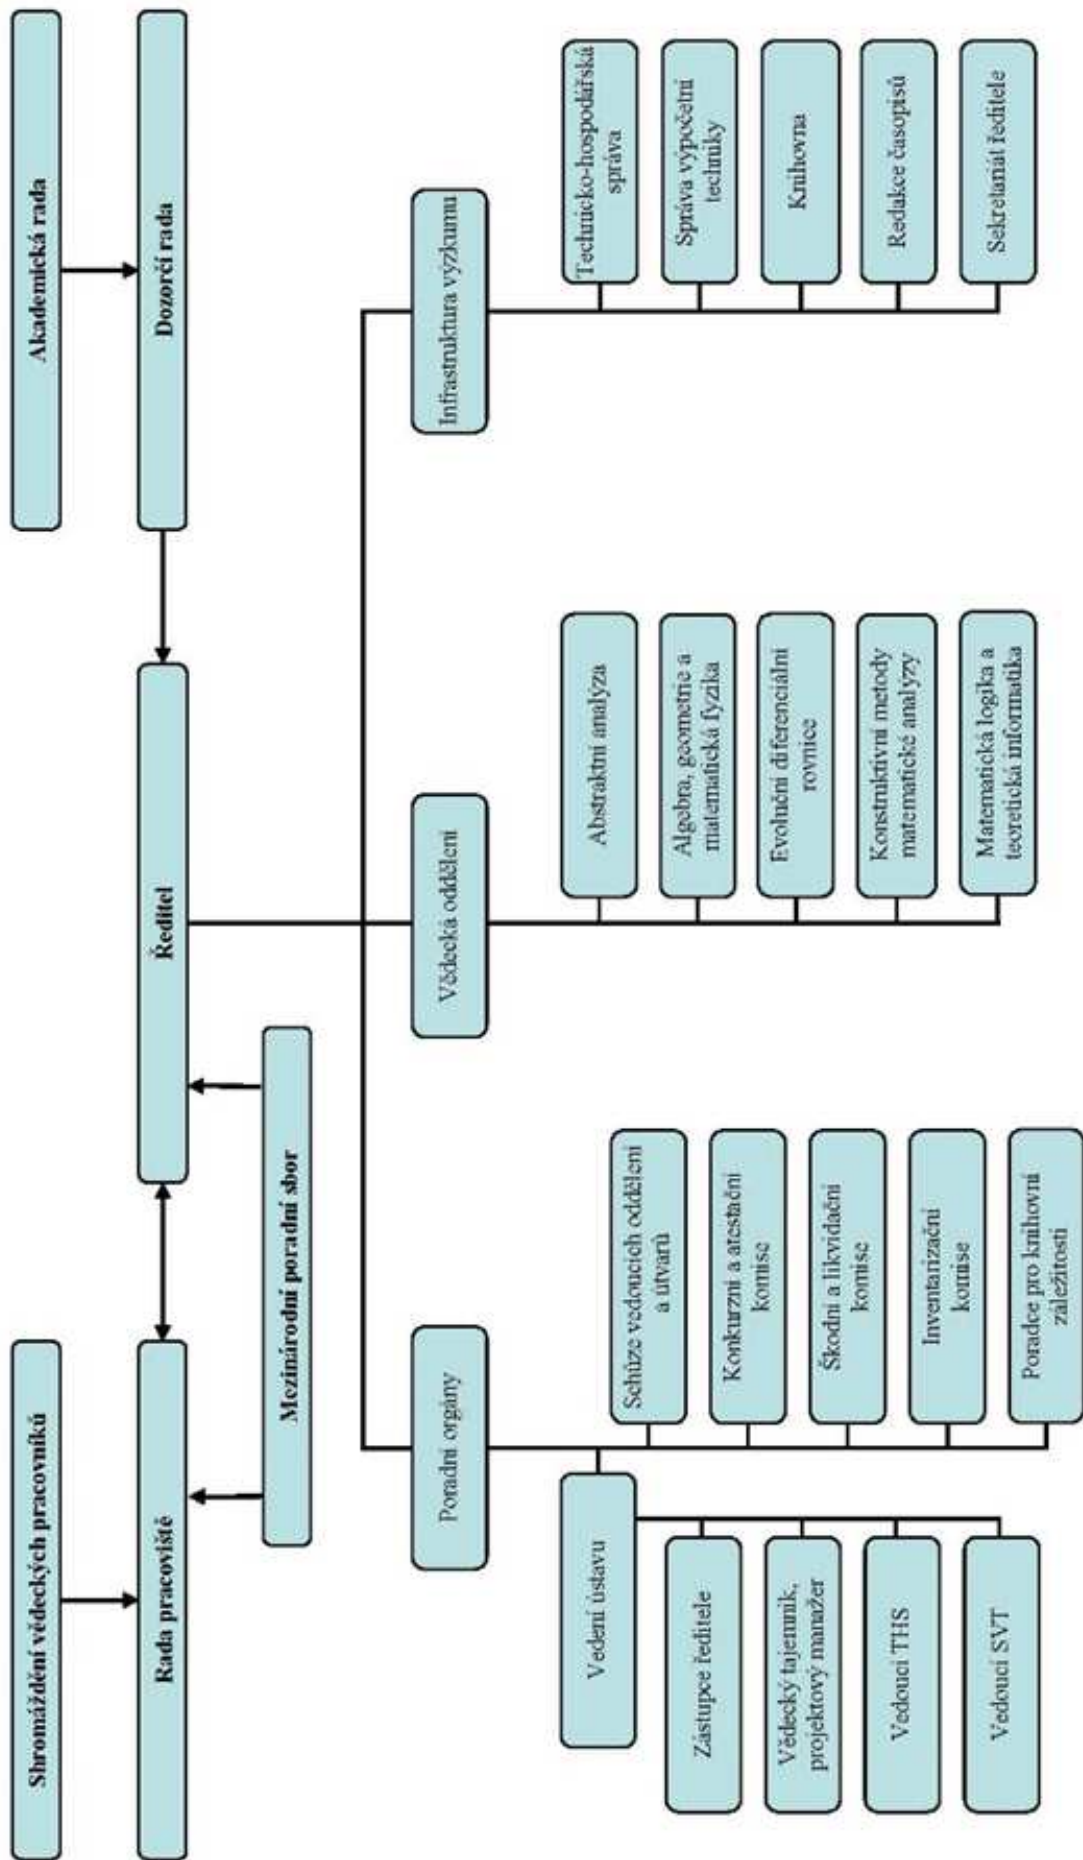 Shromáždění vědeckých pracovníků
Akademická rada
Rada pracoviště
Ředitel
Dozorčí rada
Mezinárodní poradní sbor
Poradní orgány
Vědecká oddělení
Infrastruktura výzkumu
Vedení ústavu
Zástupce ředitele
Vědecký tajemník,
projektový manažer
Vedoucí THS
Vedoucí SVT
Schůze vedoucích oddělení
a útvarů
Konkurzní a atestační
komise
Škodní a likvidační
komise
Inventarizační
komise
Poradce pro knihovní
záležitosti
Abstraktní analýza
Algebra, geometrie a
matematická fyzika
Evoluční diferenciální
rovnice
Konstruktivní metody
matematické analýzy
Matematická logika a
teoretická informatika
Technicko-hospodářská
správa
Správa výpočetní
techniky
Knihovna
Redakce časopisů
Sekretariát ředitele